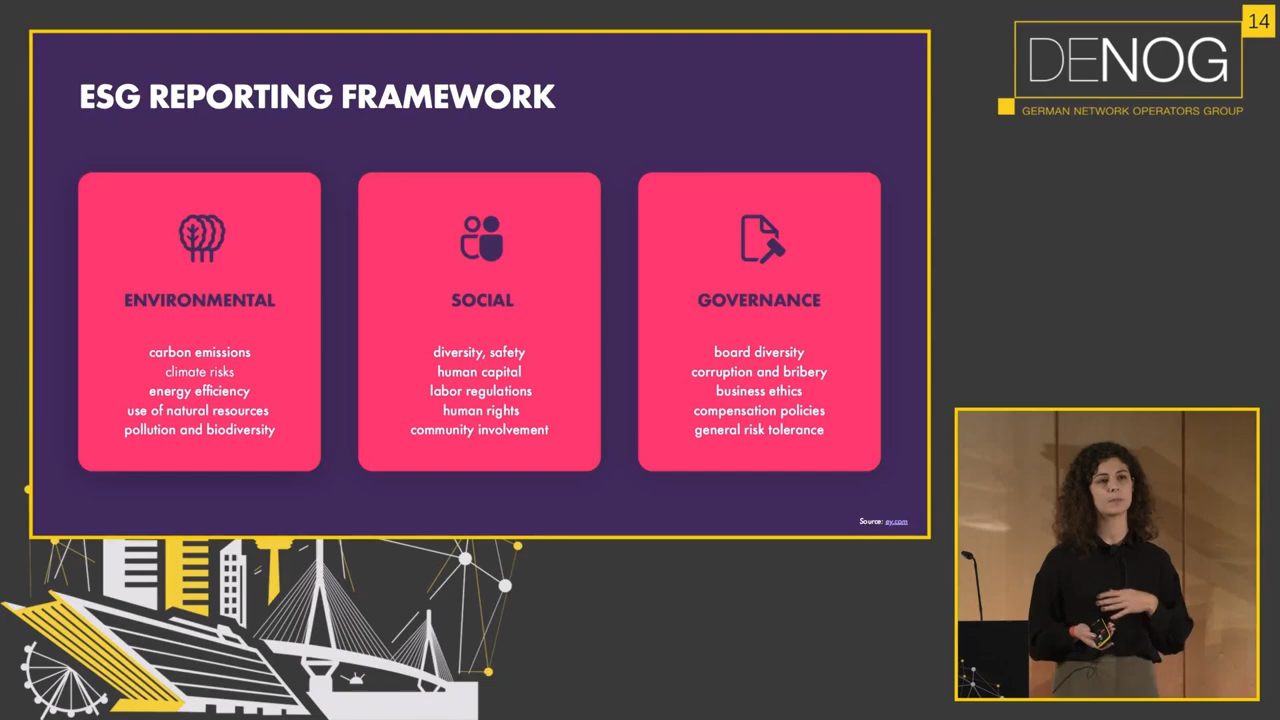 ESG REPORTING FRAMEWORK
ENVIRONMENTAL
carbon emissions
climate risks
energy efficiency
use of natural resources
pollution and biodiversity
SOCIAL
diversity, safety
human capital
labor regulations
human rights
community involvement
GOVERNANCE
board diversity
corruption and bribery
business ethics
compensation policies
general risk tolerance
Source: ey.com
14
DENOG
GERMAN NETWORK OPERATORS GROUP